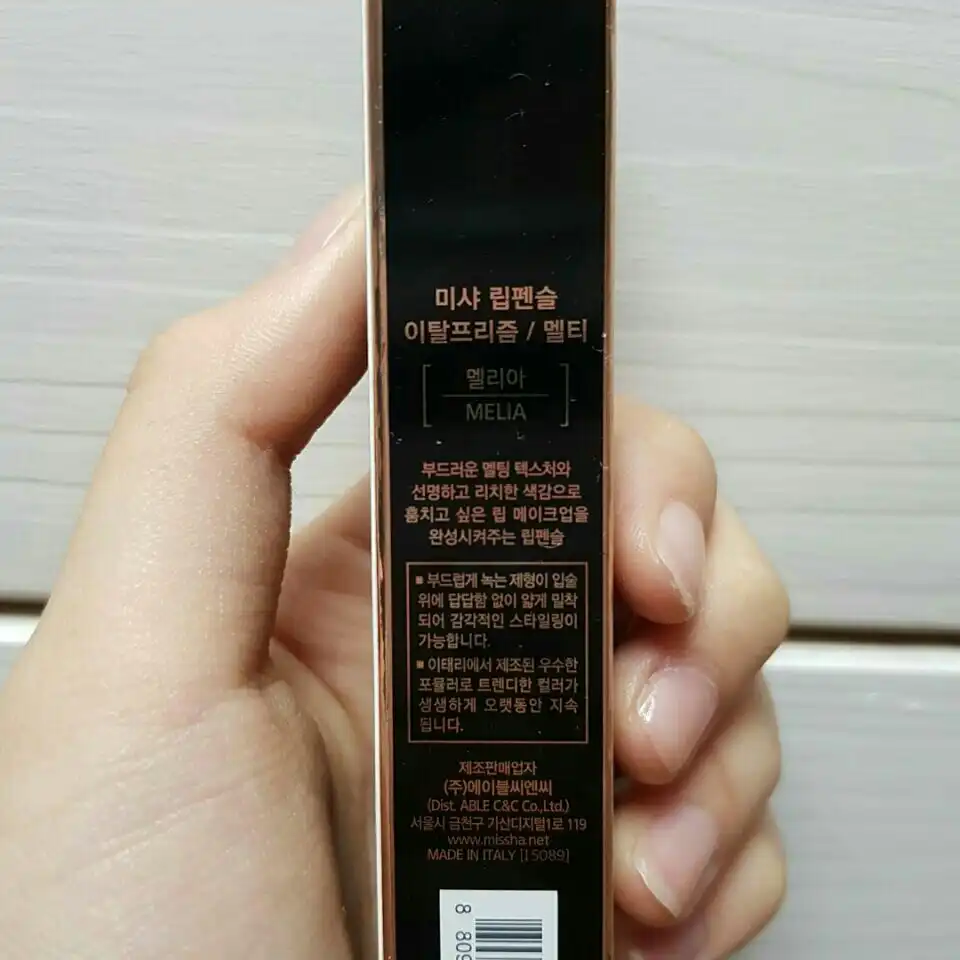 미샤 립펜슬
이탈프리즘 / 멜티
멜리아
MELIA
부드러운 멜팅 텍스처와
선명하고 리치한 색감으로
훔치고 싶은 립 메이크업을
완성시켜주는 립펜슬
▪ 부드럽게 녹는 제형이 입술
위에 답답함 없이 얇게 밀착
되어 감각적인 스타일링이
가능합니다.
▪ 이태리에서 제조된 우수한
포뮬러로 트렌디한 컬러가
생생하게 오랫동안 지속
됩니다.
제조판매업자
(주)에이블씨엔씨
(Dist. ABLE C&C Co.,Ltd.)
서울시 금천구 가산디지털1로 119
www.missha.net
MADE IN ITALY [I5089]
8 809